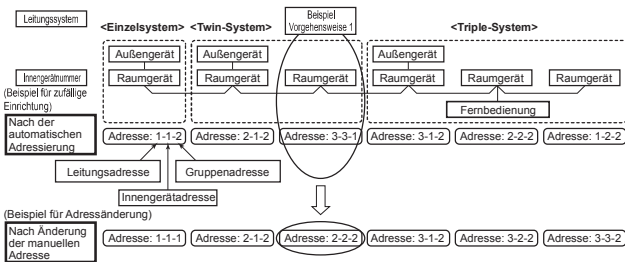 Leitungssystem
<Einzelsystem>
<Twin-System>
Beispiel
Vorgehensweise 1
<Triple-System>
Außengerät
Außengerät
Außengerät
Innengerätnummer
Raumgerät
Raumgerät
Raumgerät
Raumgerät
Raumgerät
Raumgerät
(Beispiel für zufällige
Einrichtung)
Fernbedienung
Nach der
automatischen
Adressierung
Adresse: 1-1-2
Adresse: 2-1-2
Adresse: 3-3-1
Adresse: 3-1-2
Adresse: 2-2-2
Adresse: 1-2-2
Leitungsadresse
Gruppenadresse
Innengerätadresse
(Beispiel für Adressänderung)
Nach Änderung
der manuellen
Adresse
Adresse: 1-1-1
Adresse: 2-1-2
Adresse: 2-2-2
Adresse: 3-1-2
Adresse: 3-2-2
Adresse: 3-3-2